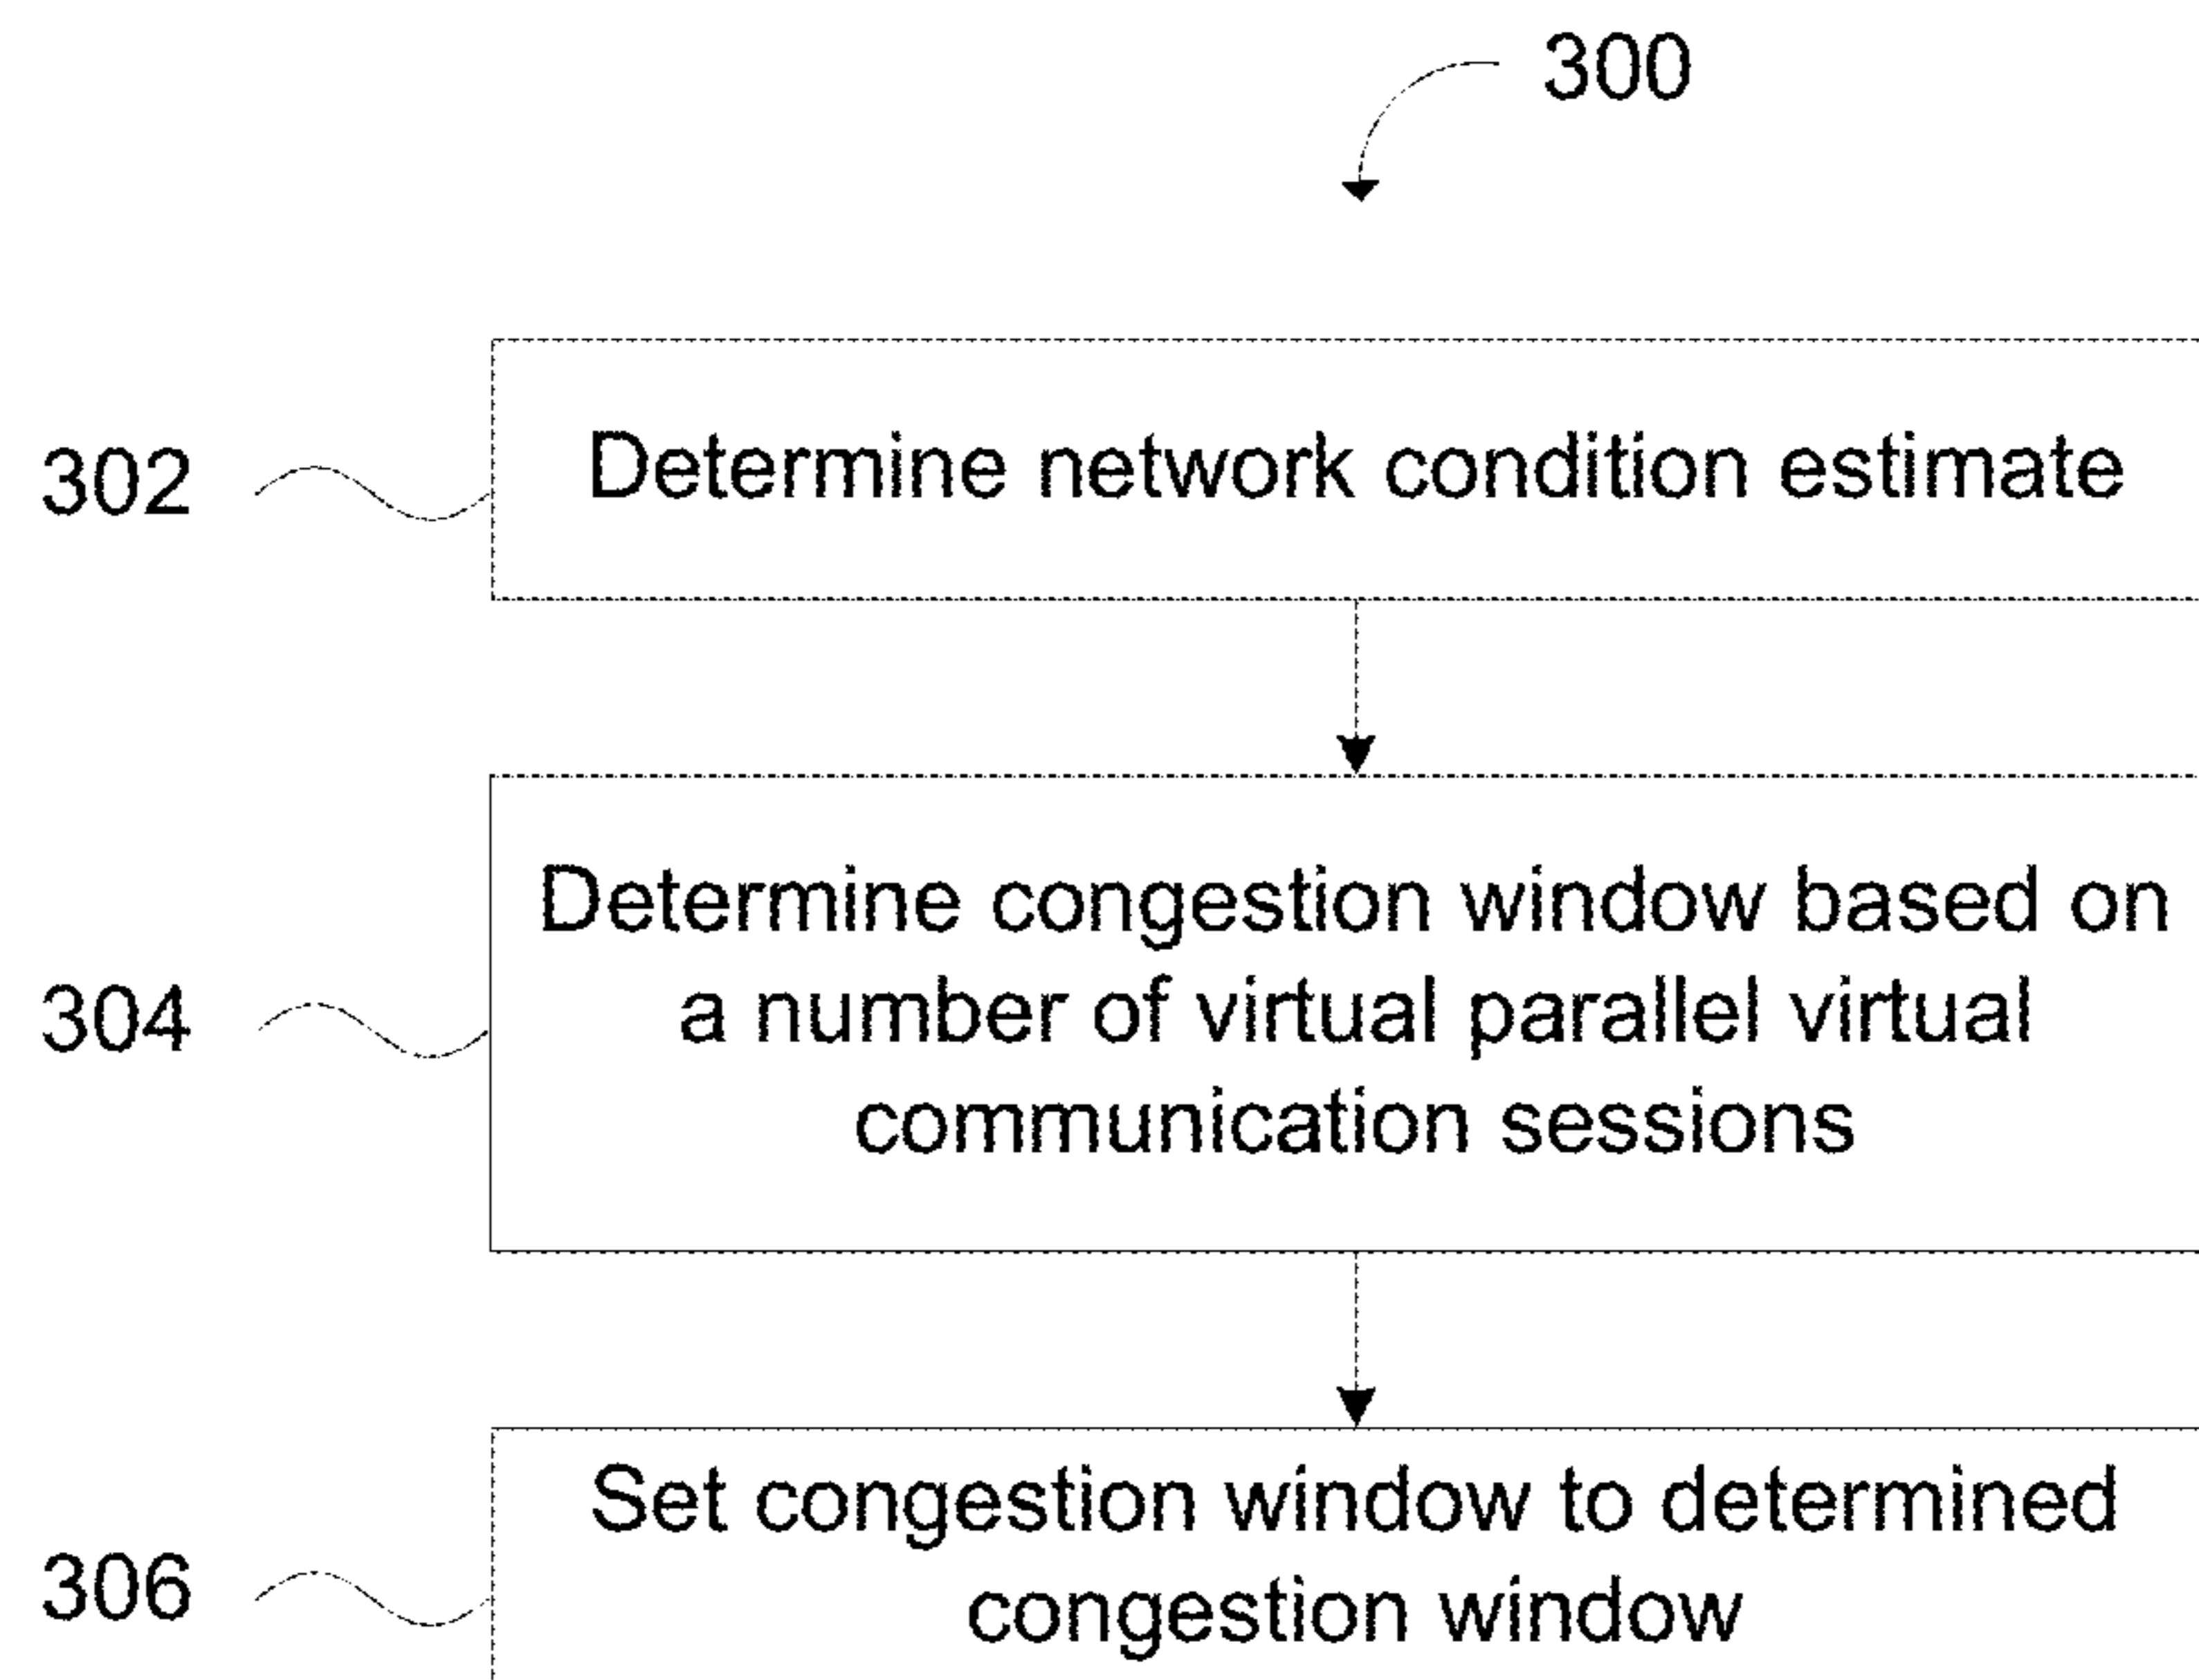 300
302
Determine network condition estimate
304
Determine congestion window based on
a number of virtual parallel virtual
communication sessions
306
Set congestion window to determined
congestion window